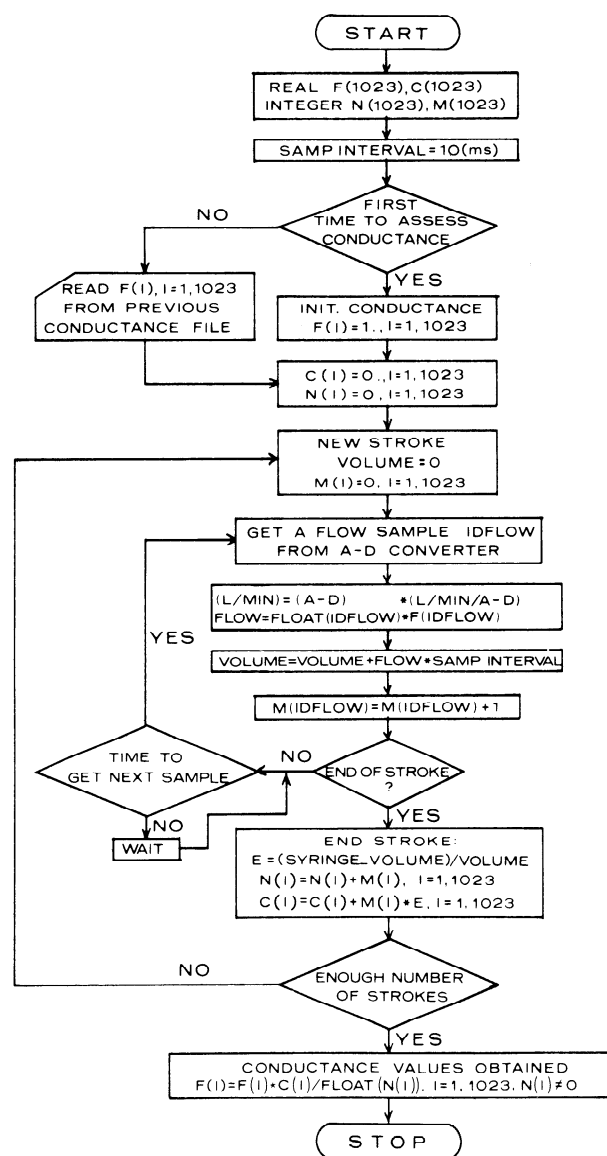 START
REAL F(1023),C(1023)
INTEGER N(1023),M(1023)
SAMP INTERVAL=10(ms)
FIRST
TIME TO ASSESS
CONDUCTANCE
NO
YES
READ F(I),I=1,1023
FROM PREVIOUS
CONDUCTANCE FILE
INIT. CONDUCTANCE
F(I)=1., I=1,1023
C(I)=0.,I=1,1023
N(I)=0,I=1,1023
NEW STROKE
VOLUME=0
M(I)=0,I=1,1023
GET A FLOW SAMPLE IDFLOW
FROM A-D CONVERTER
(L/MIN)=(A-D) *(L/MIN/A-D)
FLOW=FLOAT(IDFLOW)*F(IDFLOW)
YES
VOLUME=VOLUME+FLOW*SAMP INTERVAL
M(IDFLOW)=M(IDFLOW)+1
TIME TO
GET NEXT SAMPLE
NO
END OF STROKE
?
NO
WAIT
YES
END STROKE:
E=(SYRINGE_VOLUME)/VOLUME
N(I)=N(I)+M(I), I=1,1023
C(I)=C(I)+M(I)*E,I=1,1023
NO
ENOUGH NUMBER
OF STROKES
YES
CONDUCTANCE VALUES OBTAINED
F(I)=F(I)*C(I)/FLOAT(N(I)). I=1,1023. N(I)≠0
STOP